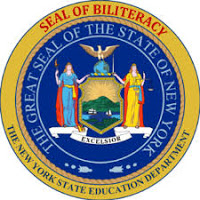 SEAL OF BILITERACY
THE GREAT SEAL OF THE STATE OF NEW YORK
EXCELSIOR
THE NEW YORK STATE EDUCATION DEPARTMENT